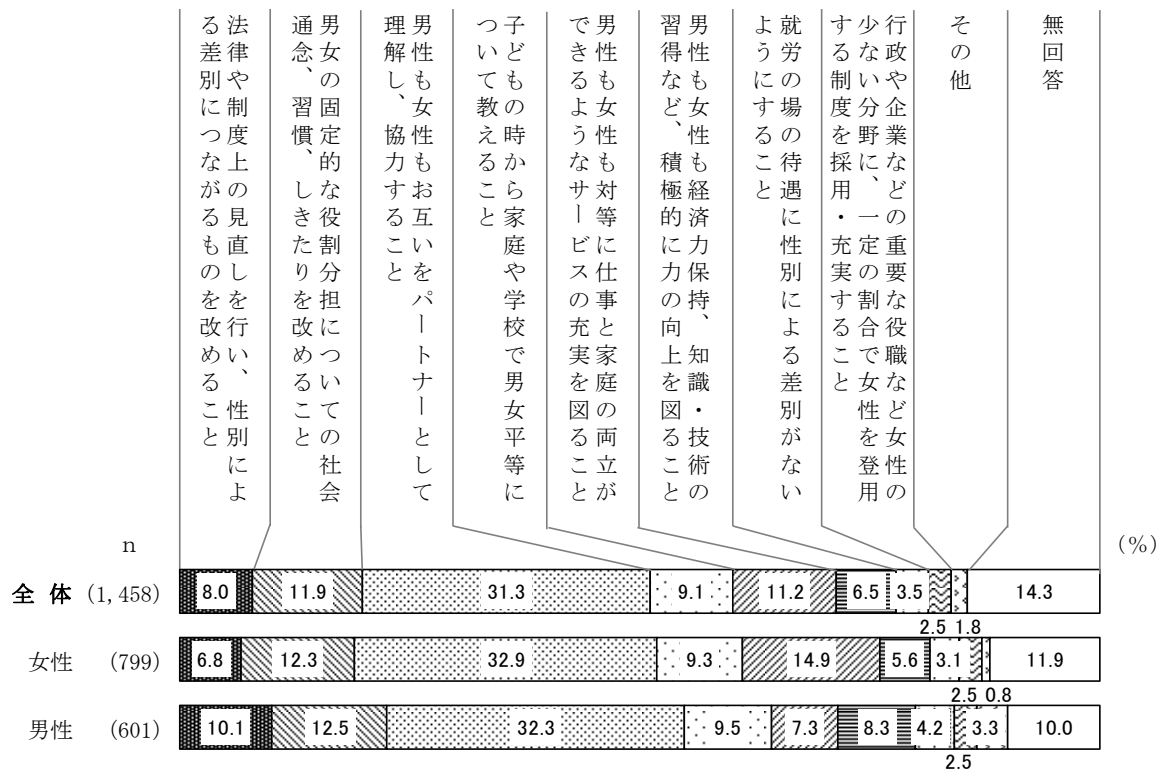 法律や制度上の見直しを行い、性別によ
る差別につながるものを改めること
男女の固定的な役割分担についての社会
通念、習慣、しきたりを改めること
男性も女性もお互いをパートナーとして
理解し、協力すること
子どもの時から家庭や学校で男女平等に
ついて教えること
男性も女性も対等に仕事と家庭の両立が
できるようなサービスの充実を図ること
男性も女性も経済力保持、知識・技術の
習得など、積極的に力の向上を図ること
就労の場の待遇に性別による差別がない
ようにすること
行政や企業などの重要な役職など女性の
少ない分野に、一定の割合で女性を登用
する制度を採用・充実すること
その他
無回答
n (%)
全体 (1,458) 8.0 11.9 31.3 9.1 11.2 6.5 3.5 14.3
2.5 1.8
女性 (799) 6.8 12.3 32.9 9.3 14.9 5.6 3.1 11.9
2.5 0.8
男性 (601) 10.1 12.5 32.3 9.5 7.3 8.3 4.2 3.3 10.0
2.5